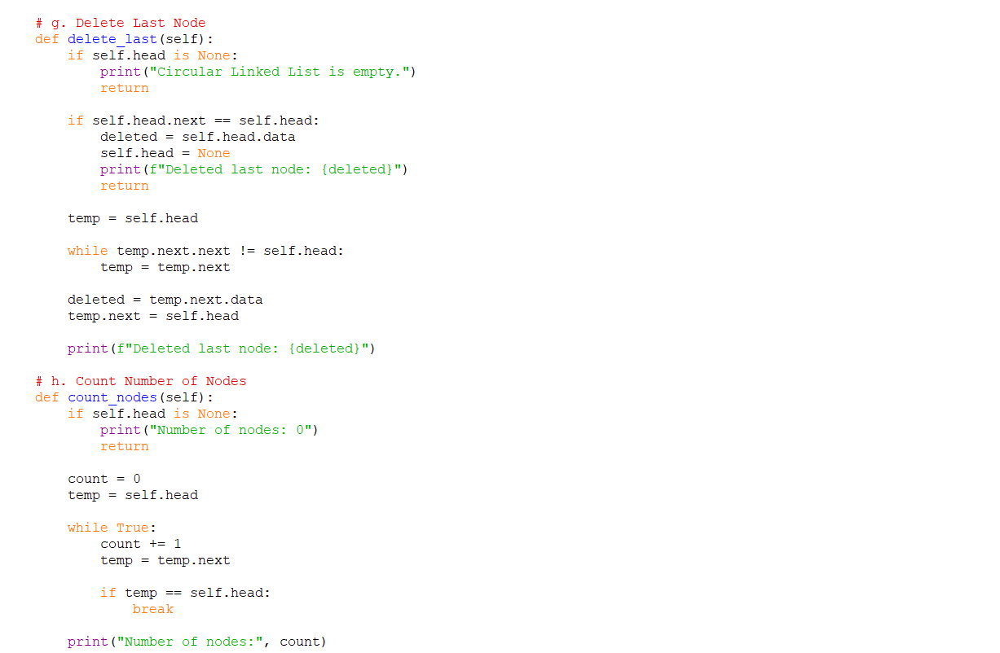 # g. Delete Last Node
def delete_last(self):
    if self.head is None:
        print("Circular Linked List is empty.")
        return

    if self.head.next == self.head:
        deleted = self.head.data
        self.head = None
        print(f"Deleted last node: {deleted}")
        return

    temp = self.head

    while temp.next.next != self.head:
        temp = temp.next

    deleted = temp.next.data
    temp.next = self.head

    print(f"Deleted last node: {deleted}")

# h. Count Number of Nodes
def count_nodes(self):
    if self.head is None:
        print("Number of nodes: 0")
        return

    count = 0
    temp = self.head

    while True:
        count += 1
        temp = temp.next

        if temp == self.head:
            break

    print("Number of nodes:", count)